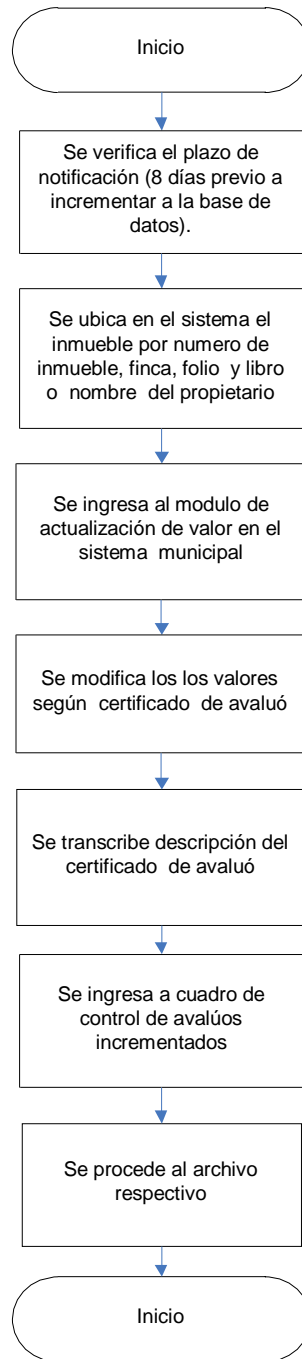 Inicio
Se verifica el plazo de
notificación (8 días previo a
incrementar a la base de
datos).
Se ubica en el sistema el
inmueble por numero de
inmueble, finca, folio y libro
o nombre del propietario
Se ingresa al modulo de
actualización de valor en el
sistema municipal
Se modifica los los valores
según certificado de avaluó
Se transcribe descripción del
certificado de avaluó
Se ingresa a cuadro de
control de avalúos
incrementados
Se procede al archivo
respectivo
Inicio